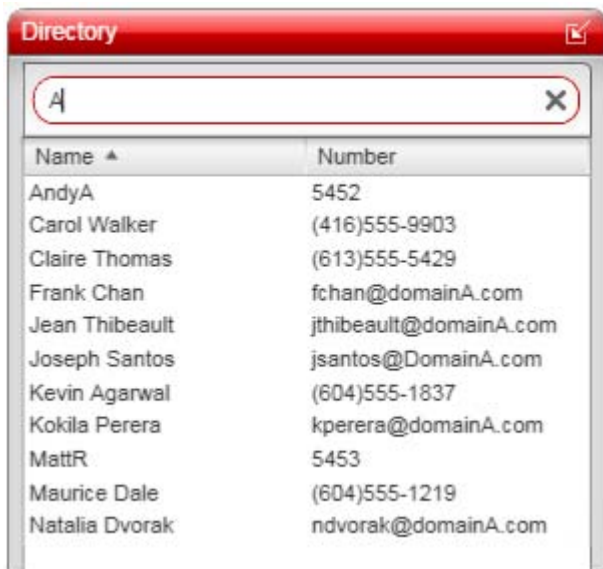 Directory
A
Name Number
AndyA 5452
Carol Walker (416)555-9903
Claire Thomas (613)555-5429
Frank Chan fchan@domainA.com
Jean Thibeault jthibeault@domainA.com
Joseph Santos jsantos@DomainA.com
Kevin Agarwal (604)555-1837
Kokila Perera kperera@domainA.com
MattR 5453
Maurice Dale (604)555-1219
Natalia Dvorak ndvorak@domainA.com